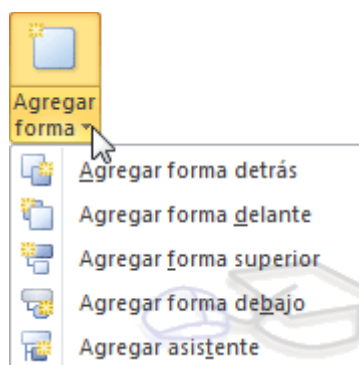 Agregar
forma
Agregar forma detrás
Agregar forma delante
Agregar forma superior
Agregar forma debajo
Agregar asistente